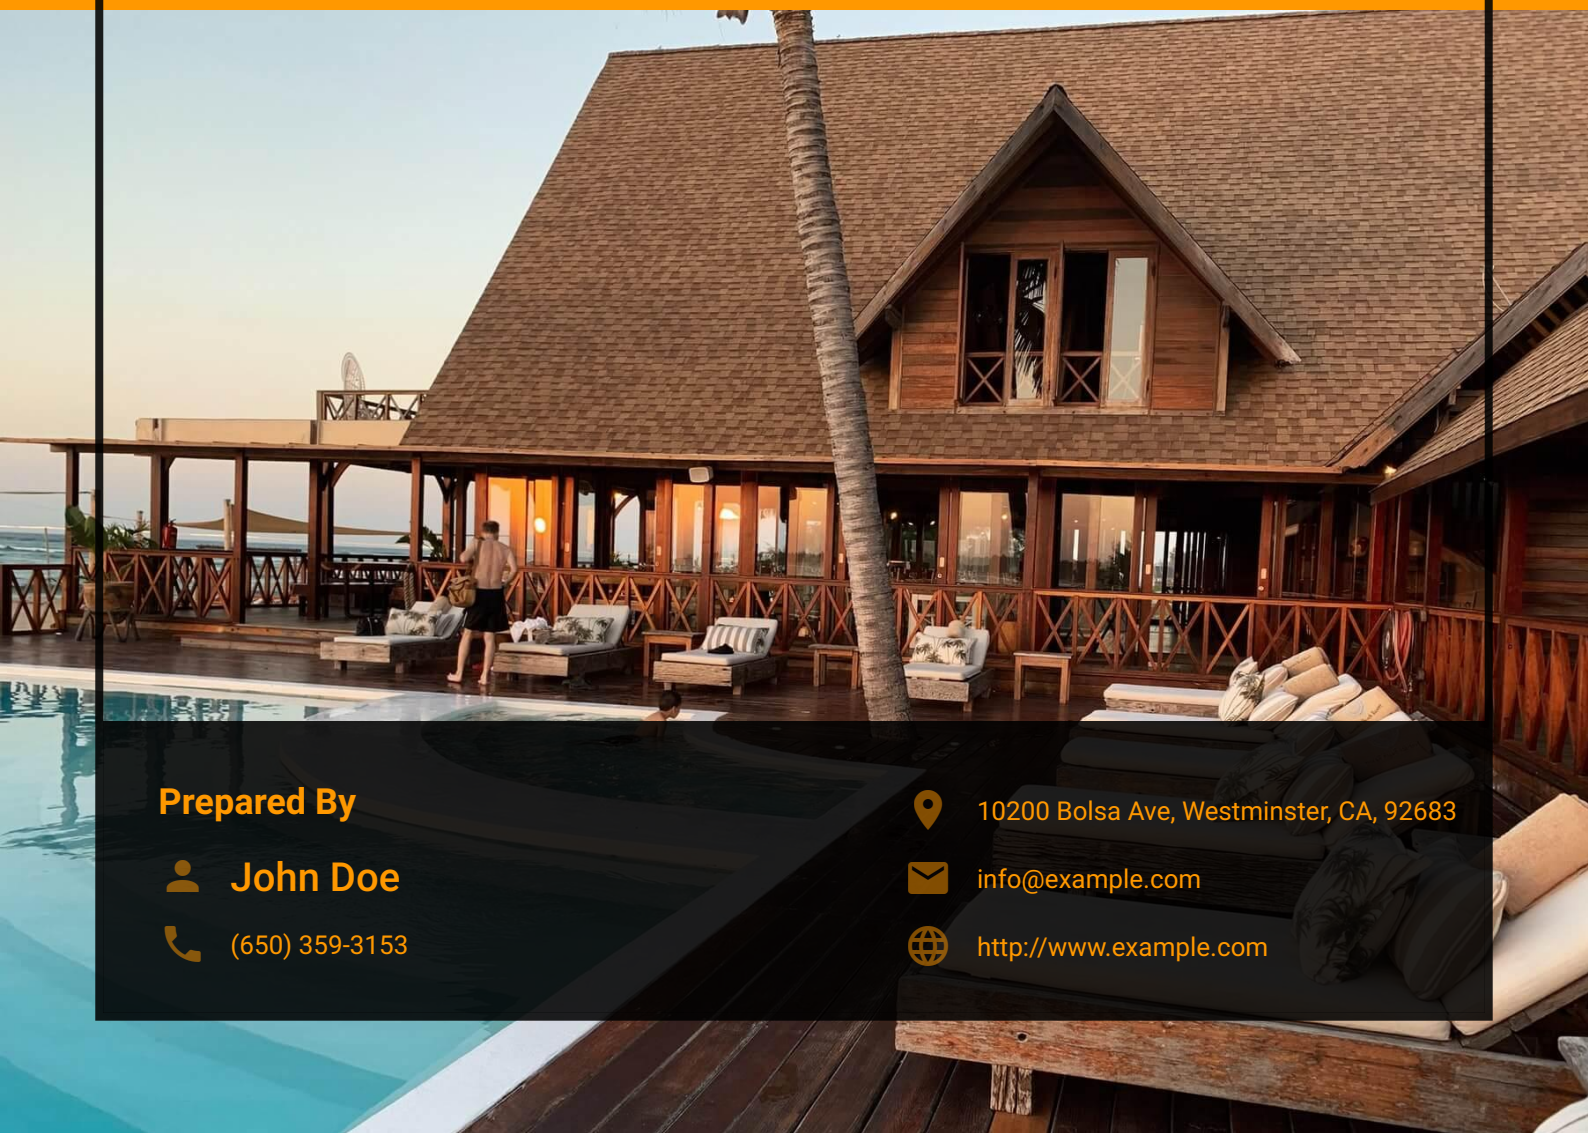 Prepared By
John Doe
(650) 359-3153
10200 Bolsa Ave, Westminster, CA, 92683
info@example.com
http://www.example.com